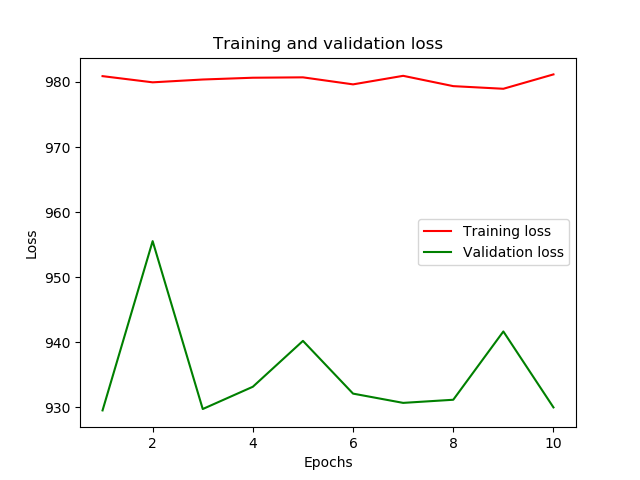 Training and validation loss
980
970
960
950
940
930
Loss
Training loss
Validation loss
2 4 6 8 10
Epochs